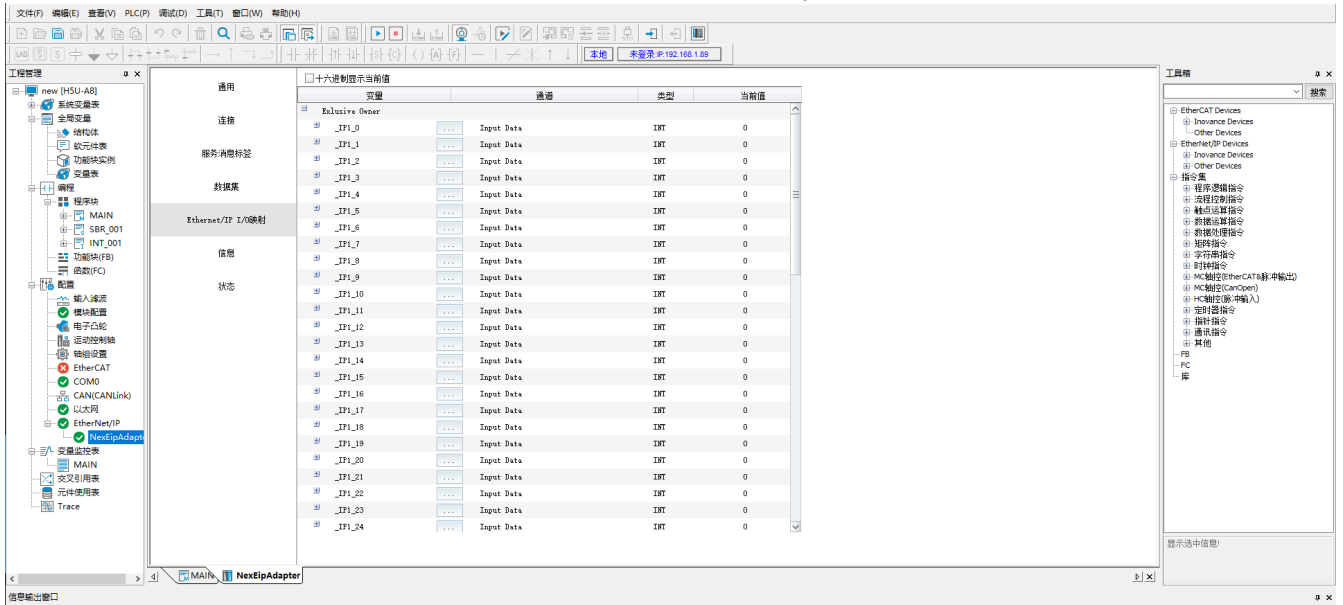 文件(F) 编辑(E) 查看(V) PLC(P) 调试(D) 工具(T) 窗口(W) 帮助(H)
LAD
本地 未登录:IP:192.168.1.89
工程管理
new [H5U-A8]
系统变量表
全局变量
结构体
软元件表
功能块实例
变量表
编程
程序块
MAIN
SBR_001
INT_001
功能块(FB)
函数(FC)
配置
输入滤波
模块配置
电子凸轮
运动控制轴
轴组设置
EtherCAT
COM0
CAN(CANLink)
以太网
EtherNet/IP
NexEipAdapt
变量监控表
MAIN
交叉引用表
元件使用表
Trace
通用
连接
服务消息标签
数据集
Ethernet/IP I/O映射
信息
状态
十六进制显示当前值
变量 通道 类型 当前值
Exlusive Owner
_IP1_0 ... Input Data INT 0
_IP1_1 ... Input Data INT 0
_IP1_2 ... Input Data INT 0
_IP1_3 ... Input Data INT 0
_IP1_4 ... Input Data INT 0
_IP1_5 ... Input Data INT 0
_IP1_6 ... Input Data INT 0
_IP1_7 ... Input Data INT 0
_IP1_8 ... Input Data INT 0
_IP1_9 ... Input Data INT 0
_IP1_10 ... Input Data INT 0
_IP1_11 ... Input Data INT 0
_IP1_12 ... Input Data INT 0
_IP1_13 ... Input Data INT 0
_IP1_14 ... Input Data INT 0
_IP1_15 ... Input Data INT 0
_IP1_16 ... Input Data INT 0
_IP1_17 ... Input Data INT 0
_IP1_18 ... Input Data INT 0
_IP1_19 ... Input Data INT 0
_IP1_20 ... Input Data INT 0
_IP1_21 ... Input Data INT 0
_IP1_22 ... Input Data INT 0
_IP1_23 ... Input Data INT 0
_IP1_24 ... Input Data INT 0
MAIN NexEipAdapter
工具箱
搜索
EtherCAT Devices
Inovance Devices
Other Devices
EtherNet/IP Devices
Inovance Devices
Other Devices
指令集
程序逻辑指令
流程控制指令
触点运算指令
数据运算指令
数据处理指令
矩阵指令
字符串指令
时钟指令
MC轴控(EtherCAT&脉冲输出)
MC轴控(CanOpen)
HC轴控(脉冲输入)
定时器指令
指针指令
通讯指令
其他
FB
FC
库
显示选中信息!
信息输出窗口